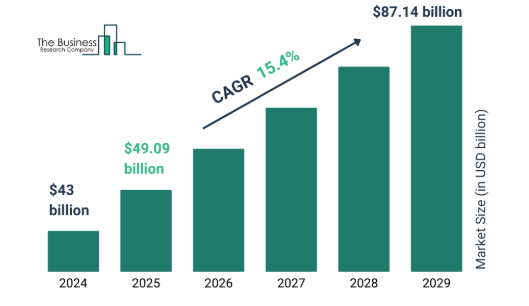 The Business
Research Company
$87.14 billion
CAGR 15.4%
$49.09
billion
$43
billion
Market Size (in USD billion)
2024 2025 2026 2027 2028 2029